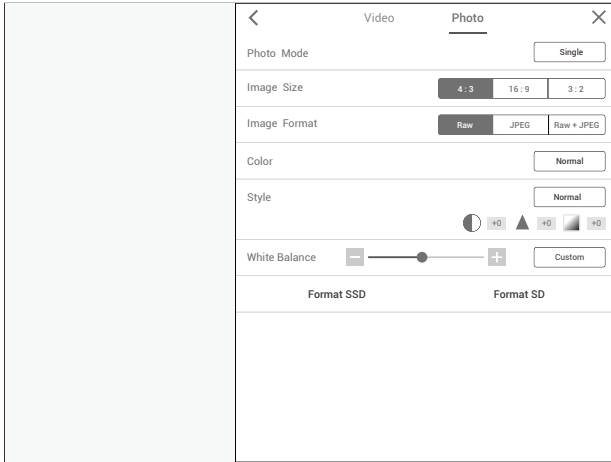 Video Photo
Photo Mode Single
Image Size 4 : 3 16 : 9 3 : 2
Image Format Raw JPEG Raw + JPEG
Color Normal
Style Normal
+0 +0 +0
White Balance Custom
Format SSD Format SD